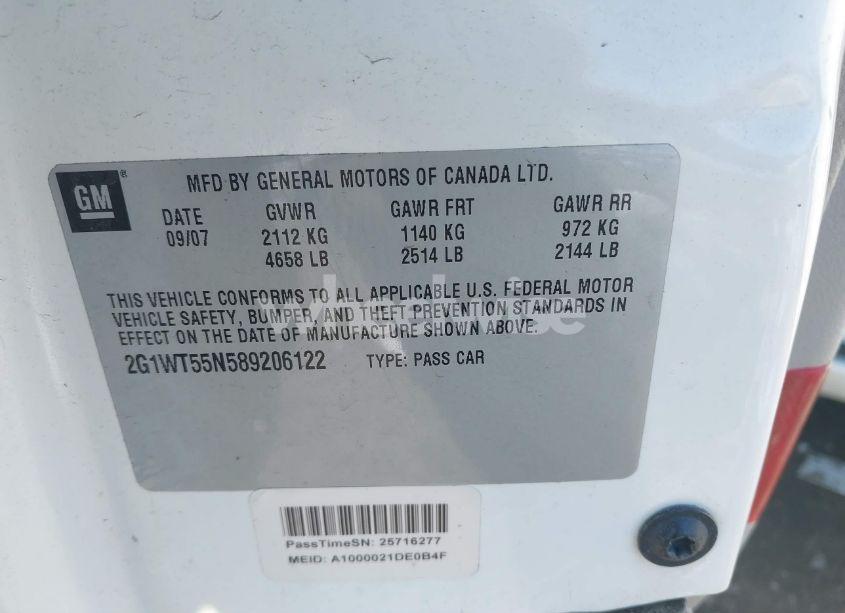 GM ®
MFD BY GENERAL MOTORS OF CANADA LTD.
DATE GVWR GAWR FRT GAWR RR
09/07 2112 KG 1140 KG 972 KG
4658 LB 2514 LB 2144 LB
THIS VEHICLE CONFORMS TO ALL APPLICABLE U.S. FEDERAL MOTOR
VEHICLE SAFETY, BUMPER, AND THEFT PREVENTION STANDARDS IN
EFFECT ON THE DATE OF MANUFACTURE SHOWN ABOVE.
2G1WT55N589206122 TYPE: PASS CAR
PassTimeSN: 25716277
MEID: A1000021DE0B4F